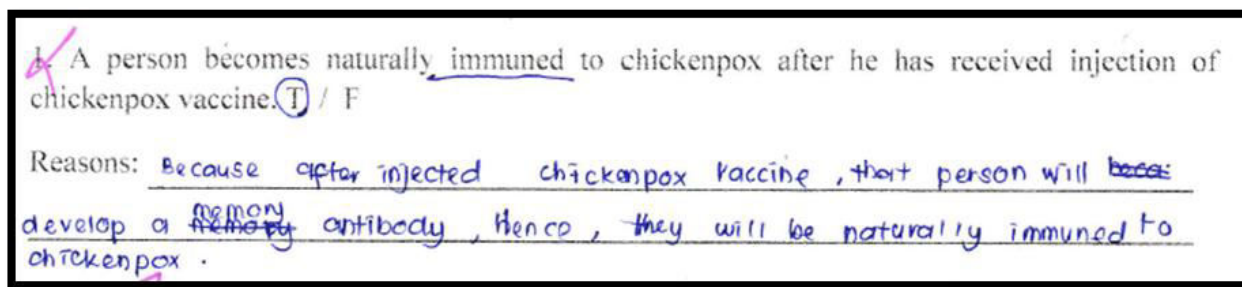 1. A person becomes naturally immuned to chickenpox after he has received injection of
chickenpox vaccine. T / F
Reasons: Because after injected chickenpox vaccine, that person will
develop a memory antibody, Hence, they will be naturally immuned to
chickenpox.